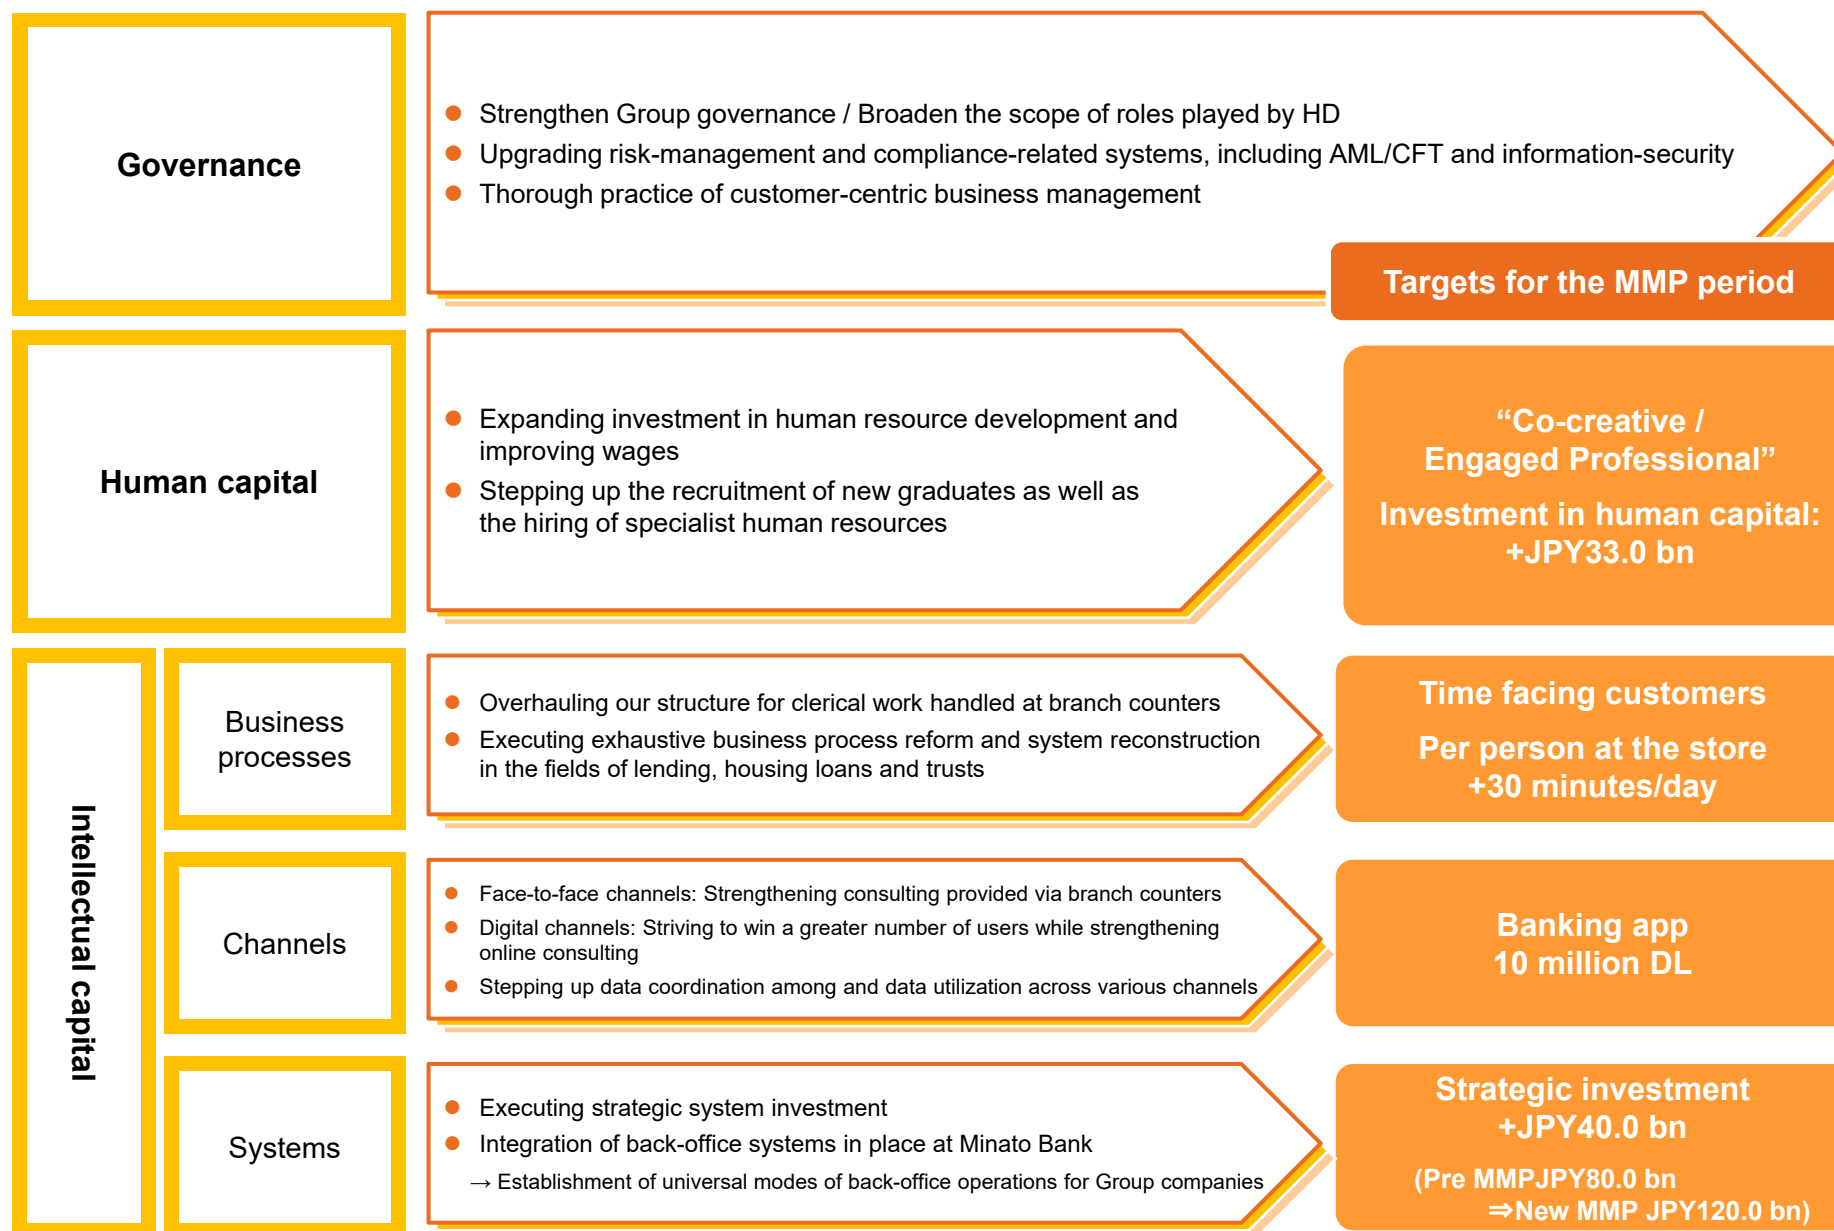 Governance
● Strengthen Group governance / Broaden the scope of roles played by HD
● Upgrading risk-management and compliance-related systems, including AML/CFT and information-security
● Thorough practice of customer-centric business management
Targets for the MMP period
Human capital
● Expanding investment in human resource development and
improving wages
● Stepping up the recruitment of new graduates as well as
the hiring of specialist human resources
“Co-creative /
Engaged Professional”
Investment in human capital:
+JPY33.0 bn
Intellectual capital
Business
processes
● Overhauling our structure for clerical work handled at branch counters
● Executing exhaustive business process reform and system reconstruction
in the fields of lending, housing loans and trusts
Time facing customers
Per person at the store
+30 minutes/day
Channels
● Face-to-face channels: Strengthening consulting provided via branch counters
● Digital channels: Striving to win a greater number of users while strengthening
online consulting
● Stepping up data coordination among and data utilization across various channels
Banking app
10 million DL
Systems
● Executing strategic system investment
● Integration of back-office systems in place at Minato Bank
→ Establishment of universal modes of back-office operations for Group companies
Strategic investment
+JPY40.0 bn
(Pre MMPJPY80.0 bn
⇒New MMP JPY120.0 bn)